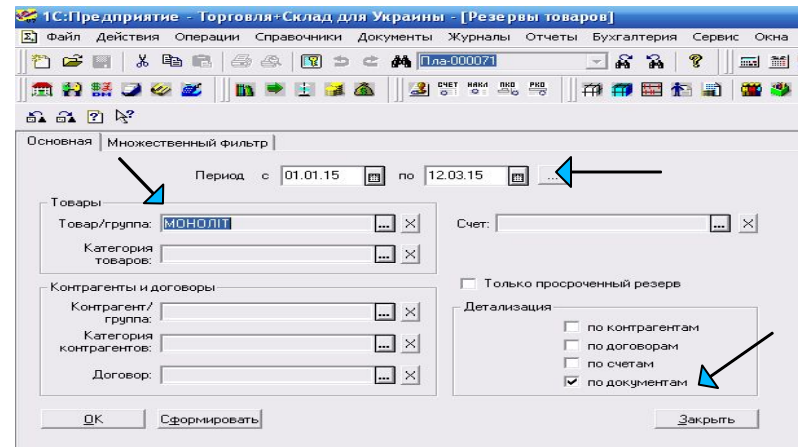 1С:Предприятие - Торговля+Склад для Украины - [Резервы товаров]
Файл Действия Операции Справочники Документы Журналы Отчеты Бухгалтерия Сервис Окна
Пла-000071
СЧЕТ НАКЛ ПКО РКО
Основная Множественный фильтр
Период с 01.01.15 по 12.03.15 ...
Товары
Товар/группа: МОНОЛІТ ... X Счет: ... X
Категория
товаров: ... X
Только просроченный резерв
Контрагенты и договоры Детализация
Контрагент/
группа: ... X по контрагентам
Категория
контрагентов: ... X по договорам
по счетам
Договор: ... X по документам
OK Сформировать Закрыть